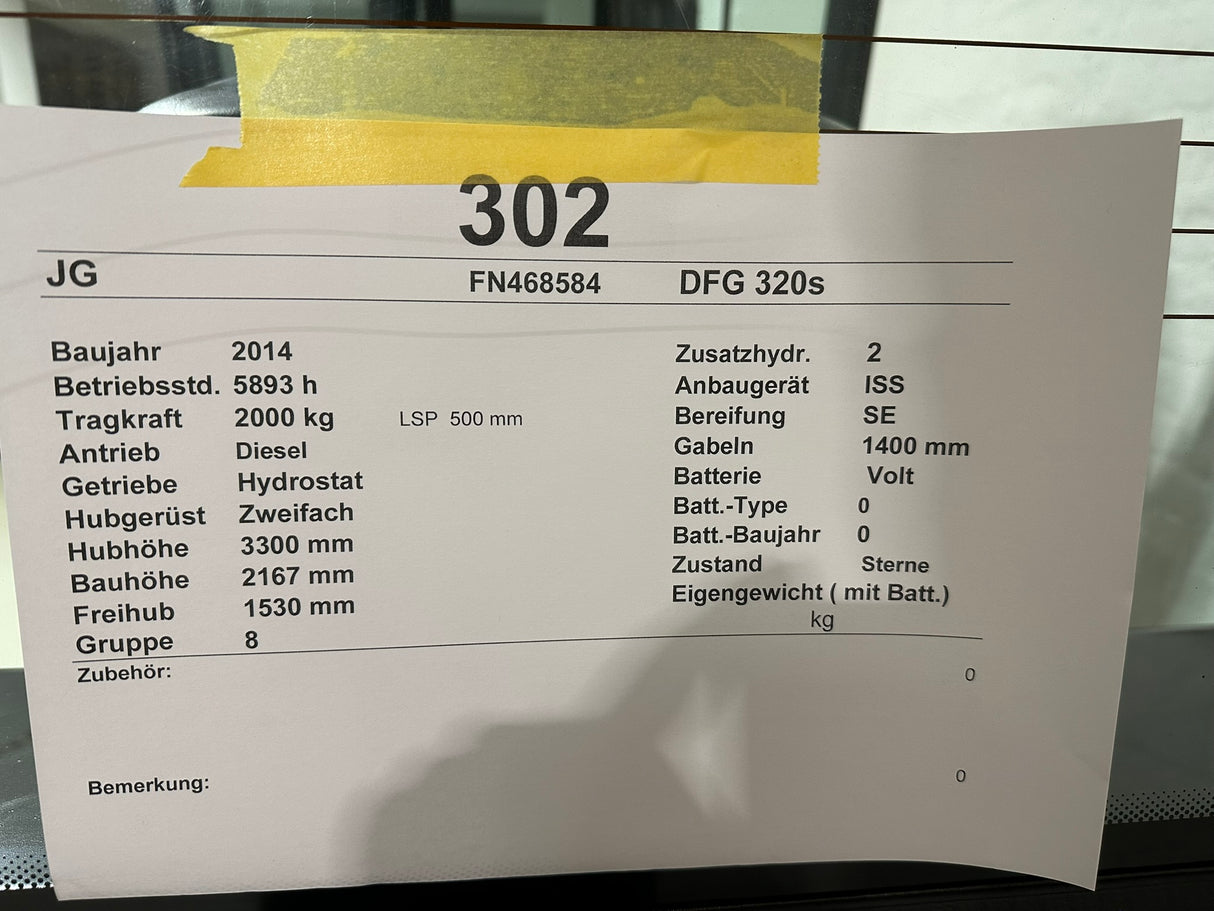 302
JG FN468584 DFG 320s
Baujahr 2014
Betriebsstd. 5893 h
Tragkraft 2000 kg LSP 500 mm
Antrieb Diesel
Getriebe Hydrostat
Hubgerüst Zweifach
Hubhöhe 3300 mm
Bauhöhe 2167 mm
Freihub 1530 mm
Gruppe 8
Zusatzhydr. 2
Anbaugerät ISS
Bereifung SE
Gabeln 1400 mm
Batterie Volt
Batt.-Type 0
Batt.-Baujahr 0
Zustand Sterne
Eigengewicht ( mit Batt.)
kg
Zubehör: 0
Bemerkung: 0